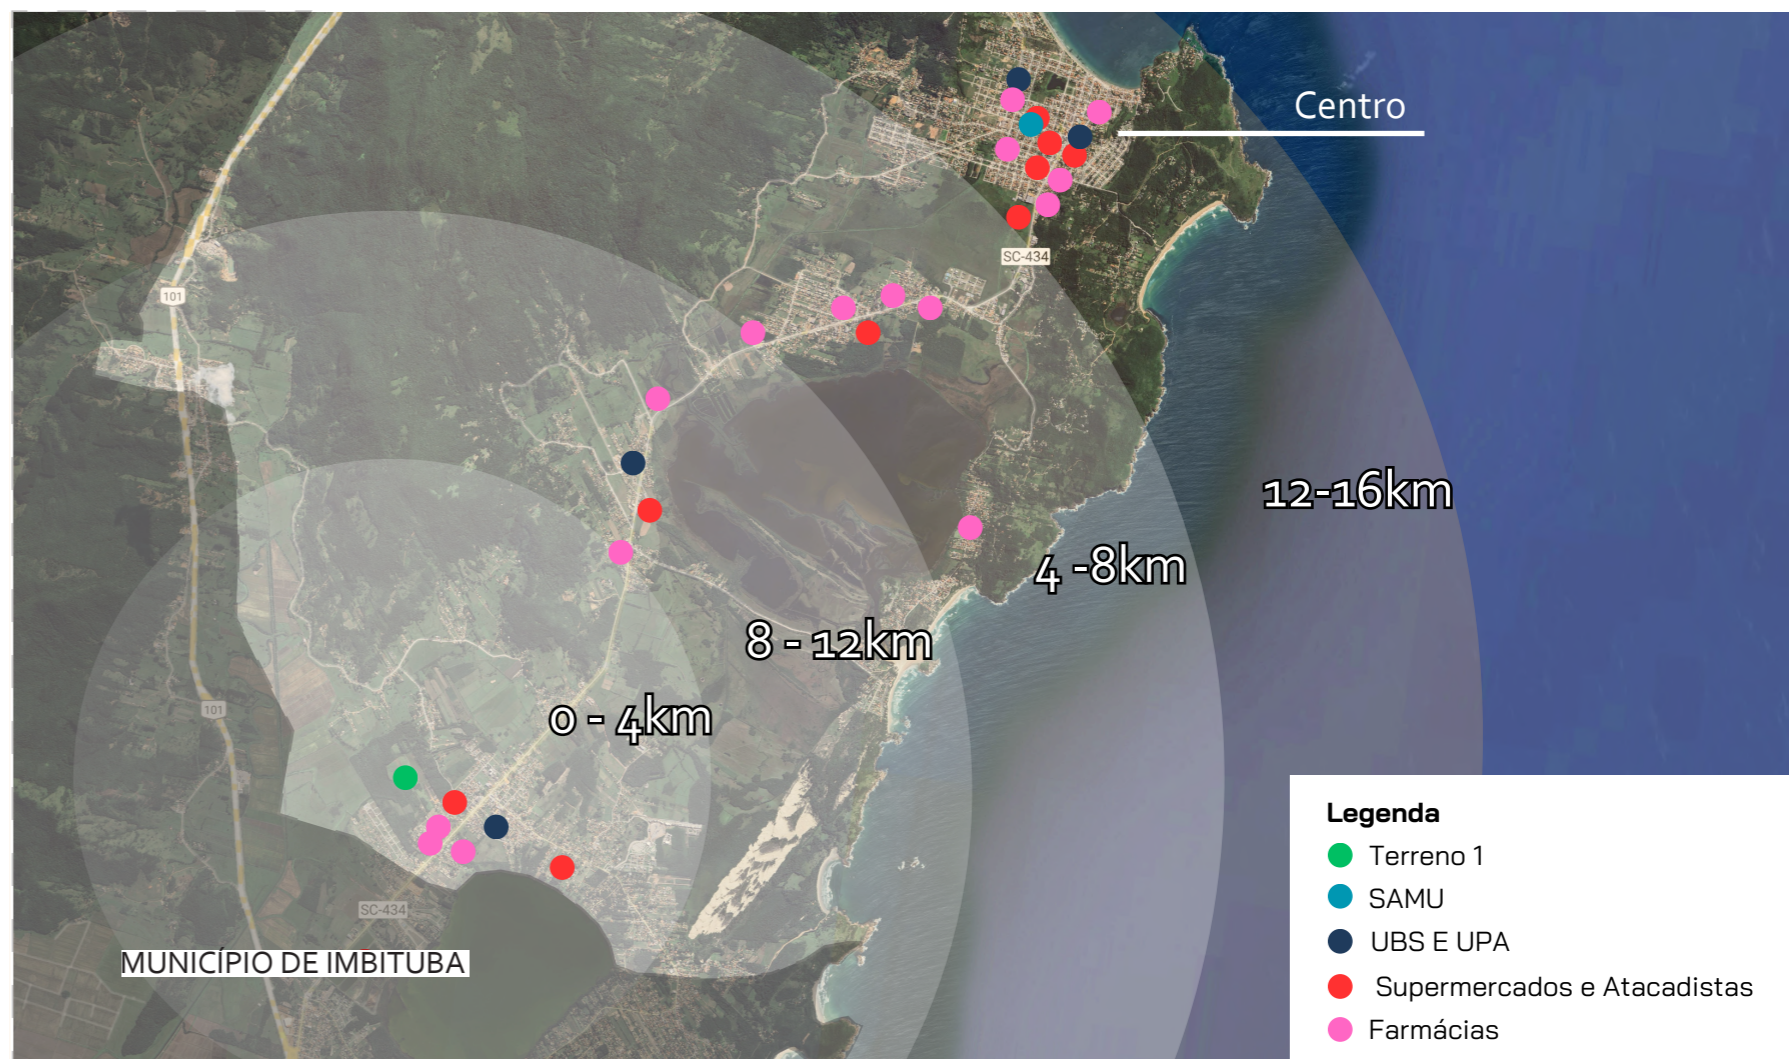 Centro
SC-434
101
12-16km
4 -8km
8 - 12km
0 - 4km
101
SC-434
MUNICÍPIO DE IMBITUBA
Legenda
Terreno 1
SAMU
UBS E UPA
Supermercados e Atacadistas
Farmácias